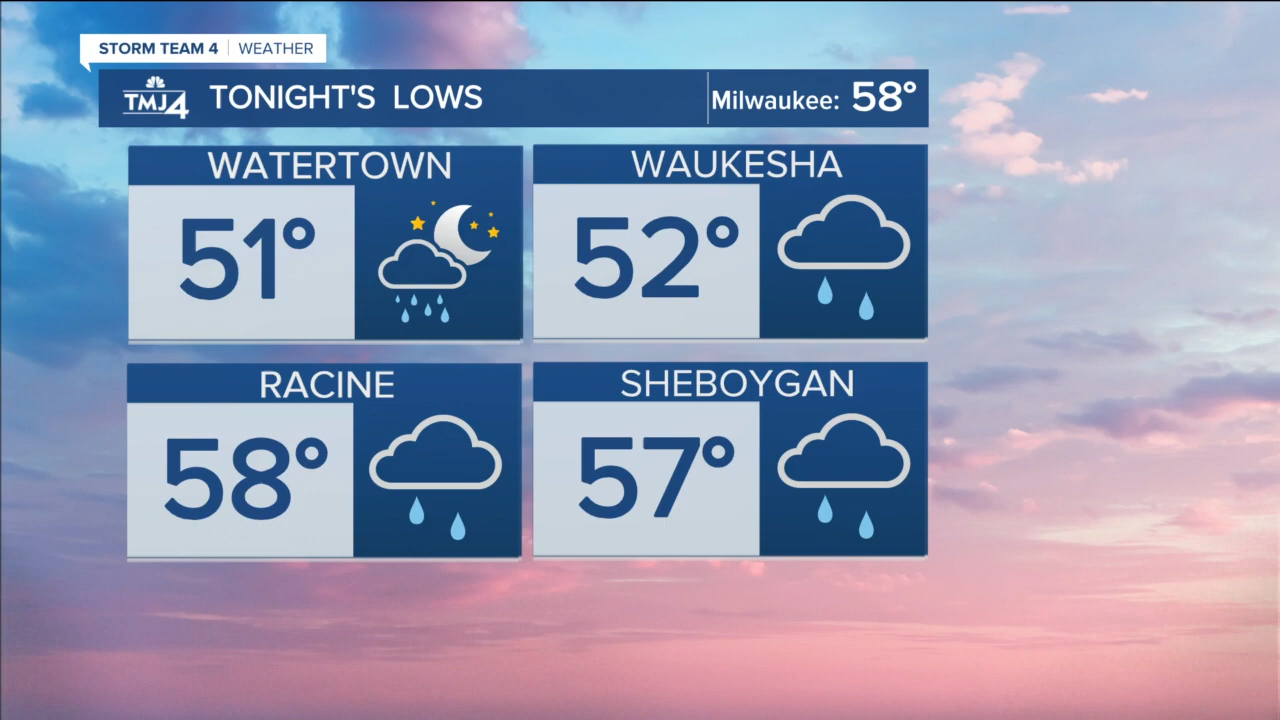 STORM TEAM 4 | WEATHER
TMJ4 TONIGHT'S LOWS Milwaukee: 58°
WATERTOWN
51°
WAUKESHA
52°
RACINE
58°
SHEBOYGAN
57°